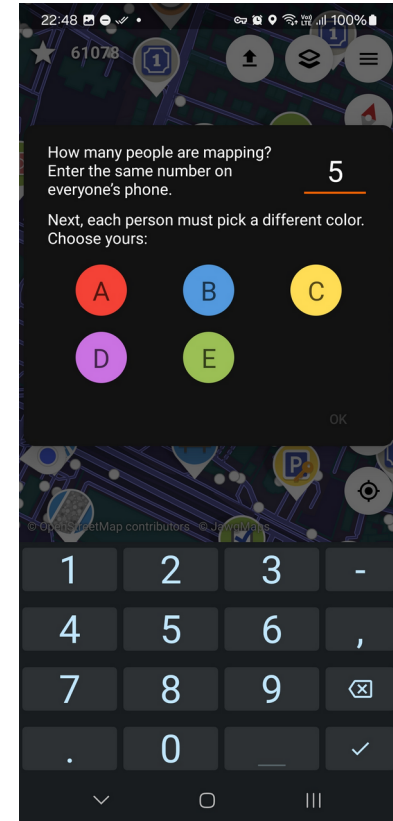 22:48 100%
61078 1 1
How many people are mapping?
Enter the same number on
everyone's phone.
5
Next, each person must pick a different color.
Choose yours:
A B C
D E
OK
P
© OpenStreetMap contributors © JawgMaps
1 2 3 -
4 5 6 ,
7 8 9
. 0